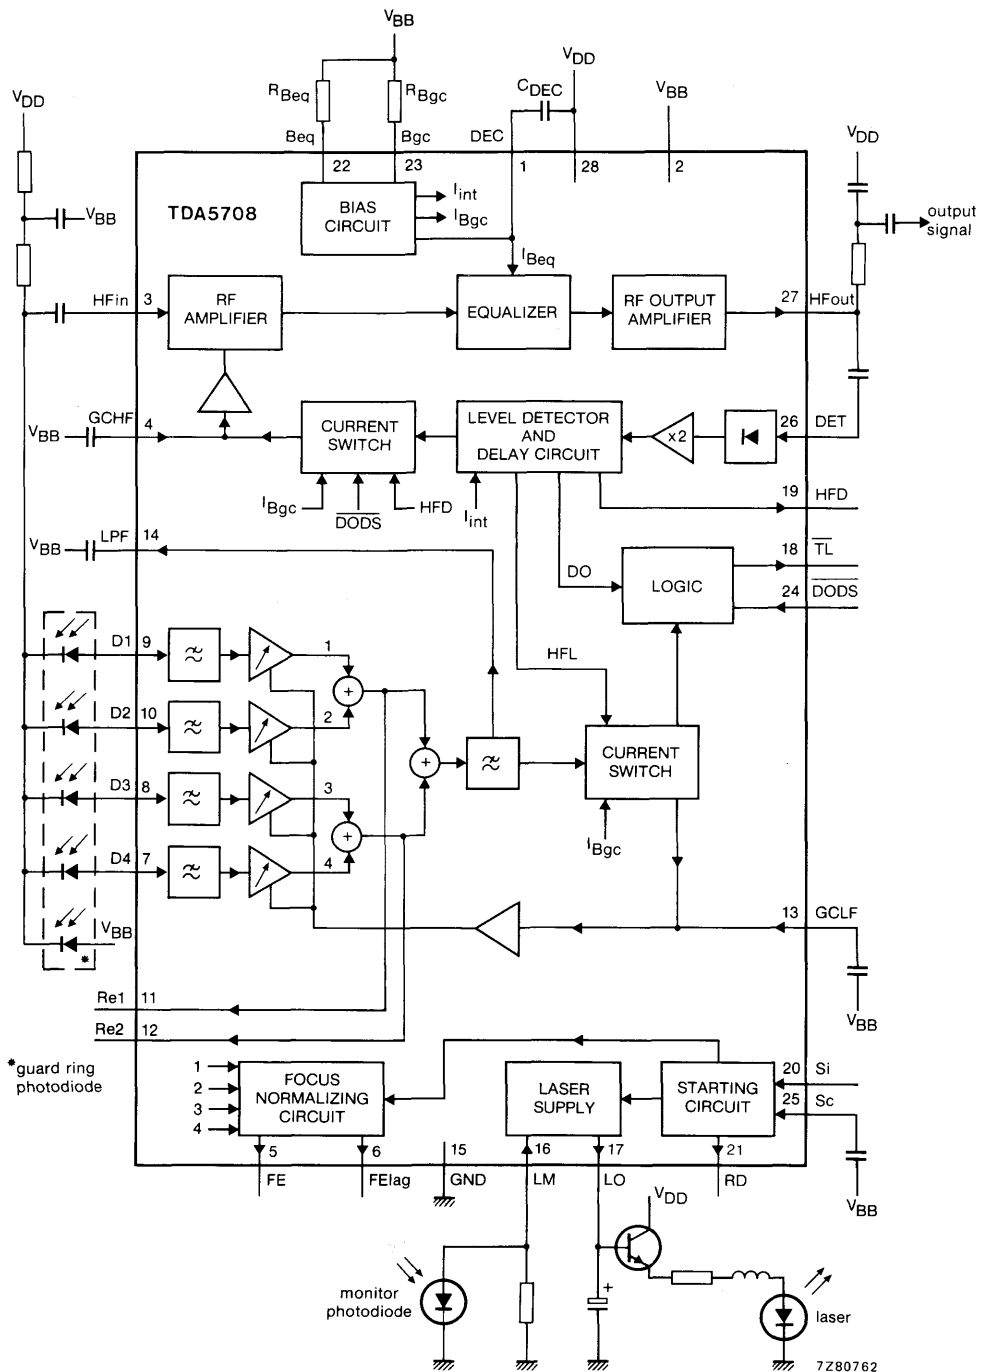 VBB
VDD
CDEC
VBB
VDD
RBeq
RBgc
VDD
Beq
Bgc
DEC
22
23
1
28
2
TDA5708
BIAS
CIRCUIT
Iint
IBgc
VBB
output
signal
IBeq
HFin
3
RF
AMPLIFIER
EQUALIZER
RF OUTPUT
AMPLIFIER
27
HFout
VBB
GCHF
4
CURRENT
SWITCH
LEVEL DETECTOR
AND
DELAY CIRCUIT
x2
26
DET
IBgc
DODS
HFD
Iint
19
HFD
VBB
LPF
14
DO
LOGIC
18
TL
24
DODS
HFL
D1
9
≈
1
+
D2
10
≈
2
+
≈
CURRENT
SWITCH
D3
8
≈
3
+
IBgc
D4
7
≈
4
13
GCLF
VBB
*
VBB
Re1
11
Re2
12
*guard ring
photodiode
1
2
3
4
FOCUS
NORMALIZING
CIRCUIT
LASER
SUPPLY
STARTING
CIRCUIT
20
Si
25
Sc
5
6
15
16
17
21
FE
FElag
GND
LM
LO
RD
VBB
VDD
monitor
photodiode
+
laser
7Z80762